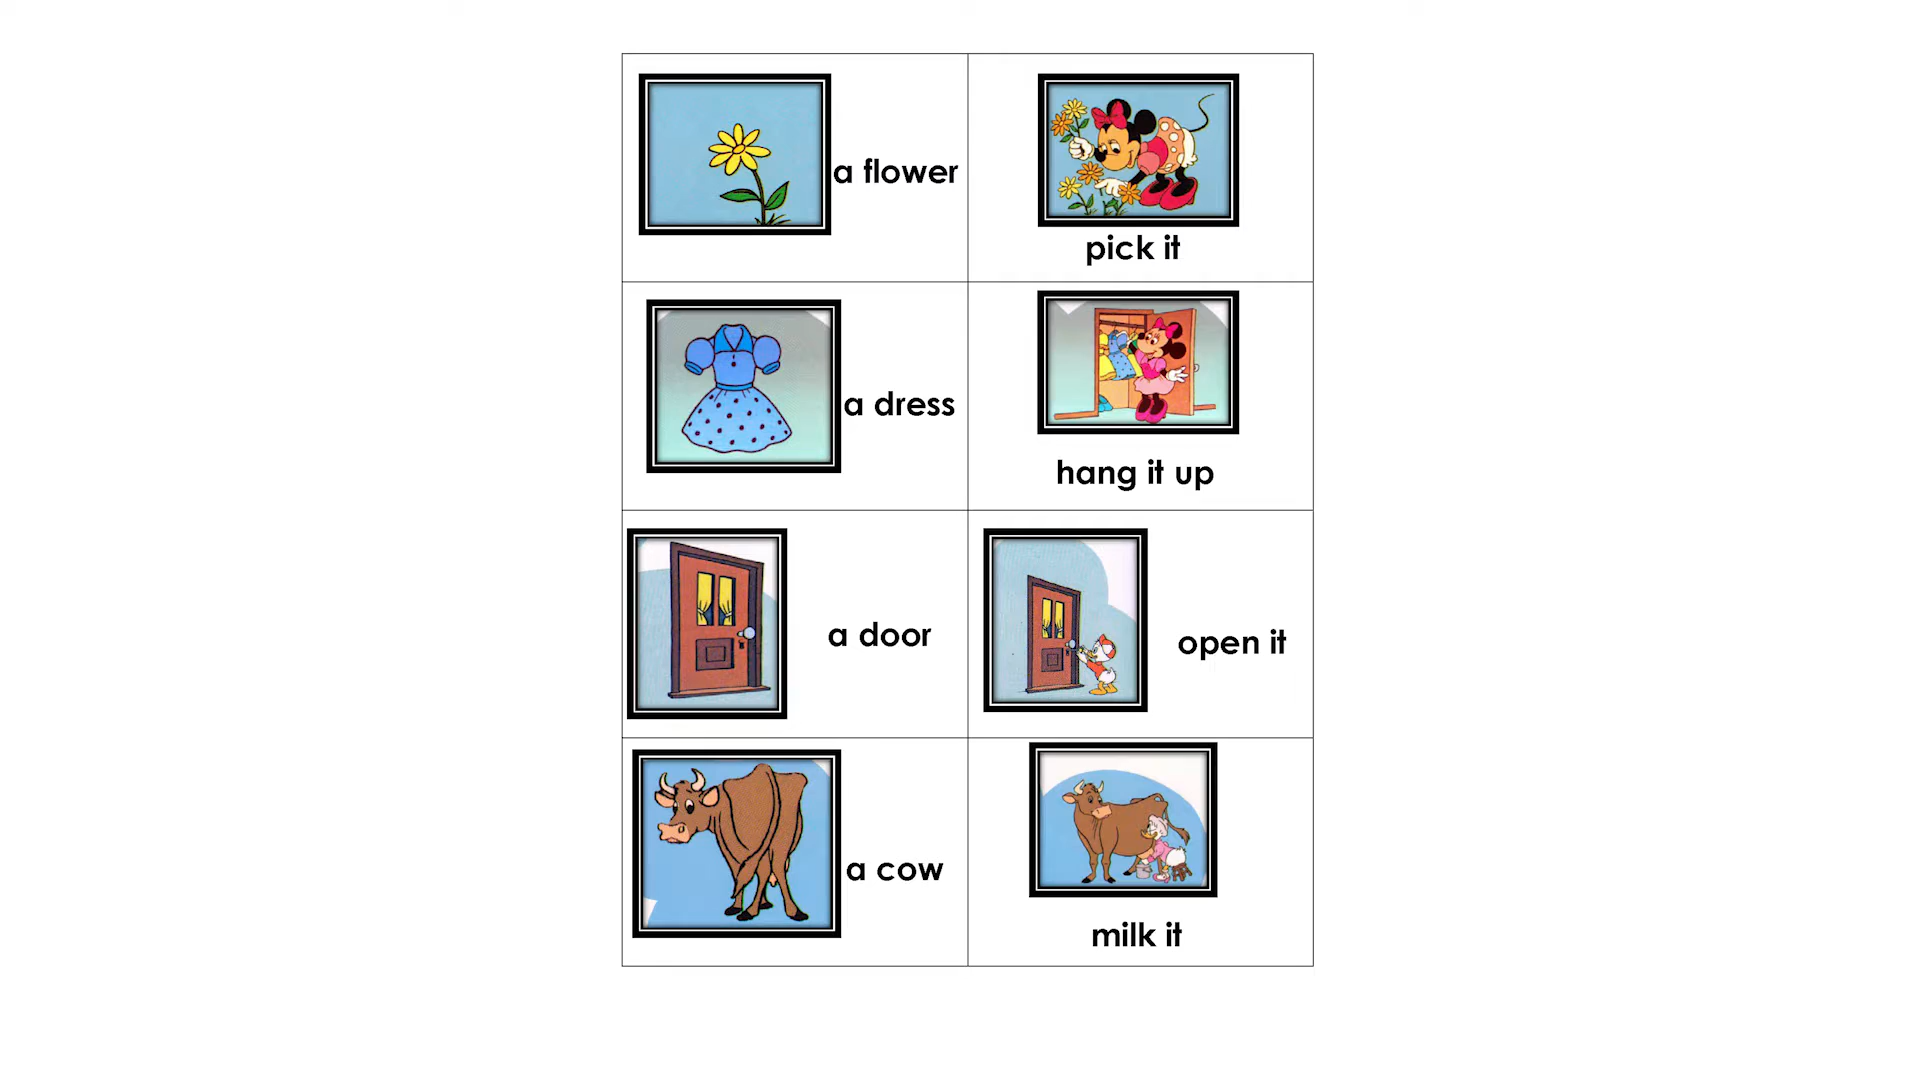 a flower
pick it
a dress
hang it up
a door
open it
a cow
milk it